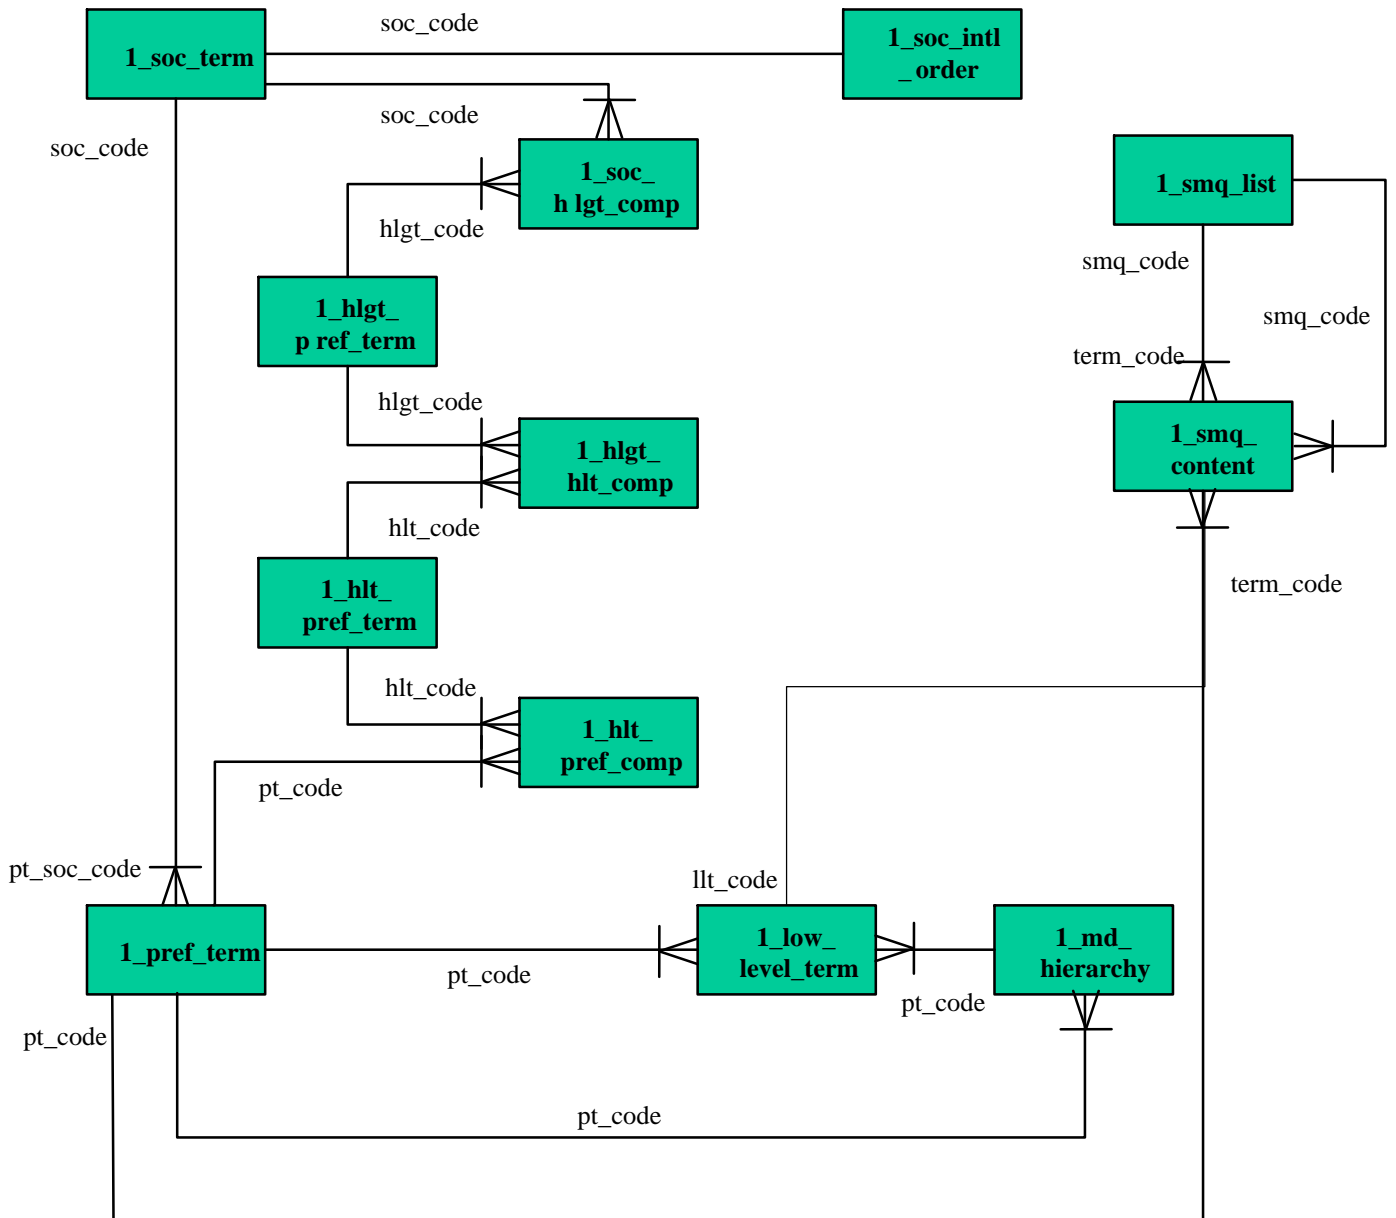 soc_code
1_soc_term
1_soc_intl
_ order
soc_code
soc_code
1_soc_
h lgt_comp
1_smq_list
hlgt_code
smq_code
1_hlgt_
p ref_term
smq_code
term_code
hlgt_code
1_hlgt_
hlt_comp
1_smq_
content
hlt_code
1_hlt_
pref_term
term_code
hlt_code
1_hlt_
pref_comp
pt_code
pt_soc_code
llt_code
1_pref_term
1_low_
level_term
1_md_
hierarchy
pt_code
pt_code
pt_code
pt_code